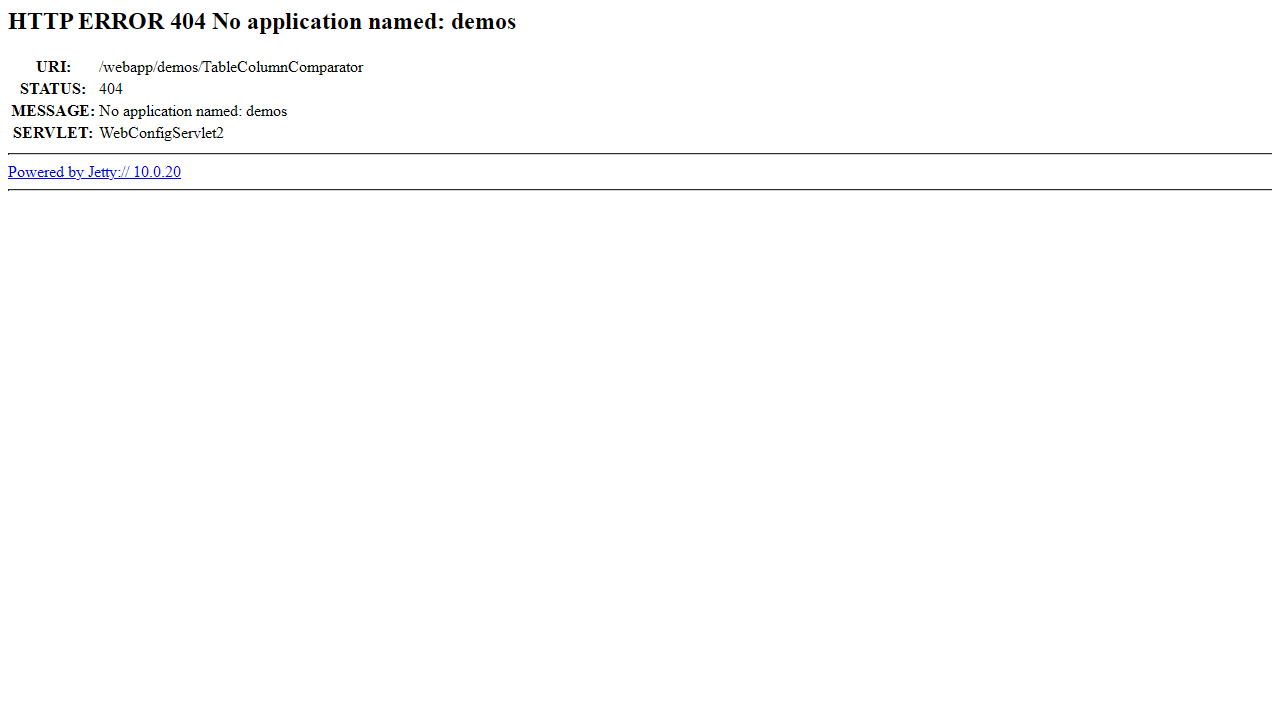 HTTP ERROR 404 No application named: demos
URI: /webapp/demos/TableColumnComparator
STATUS: 404
MESSAGE: No application named: demos
SERVLET: WebConfigServlet2
Powered by Jetty:// 10.0.20